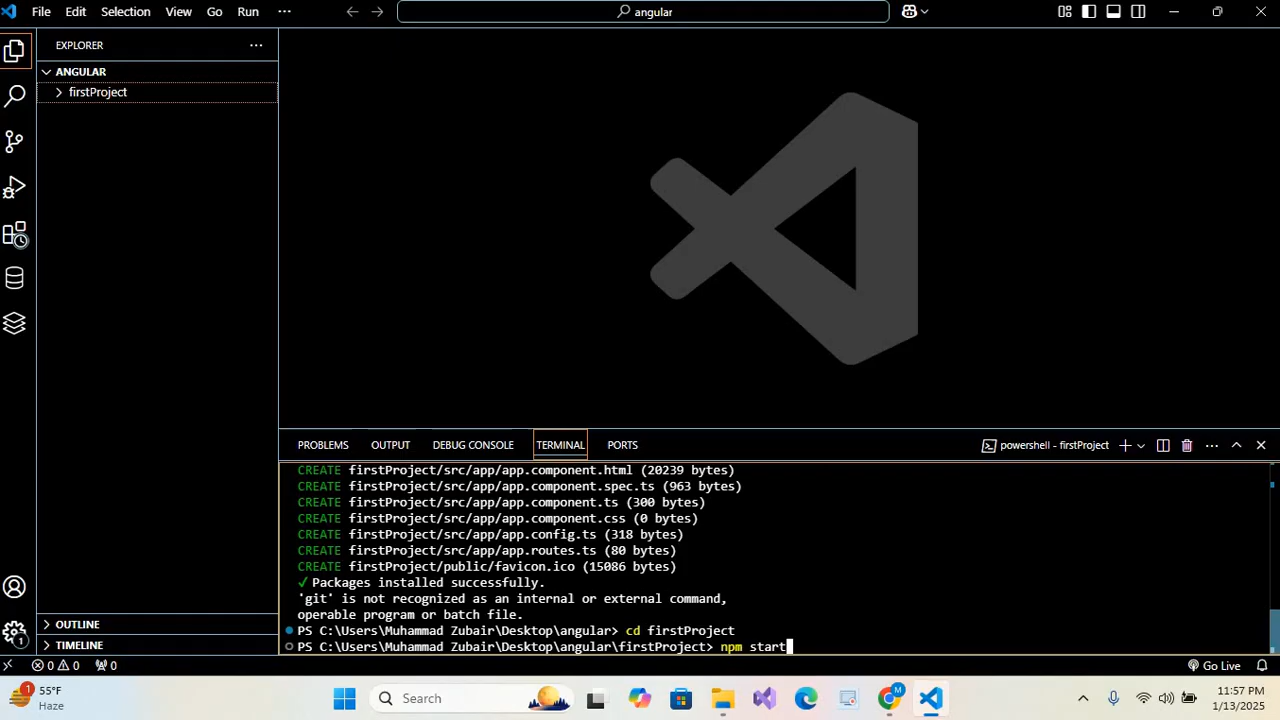 File Edit Selection View Go Run ··· angular
EXPLORER ···
ANGULAR
firstProject
PROBLEMS OUTPUT DEBUG CONSOLE TERMINAL PORTS powershell - firstProject ···
CREATE firstProject/src/app/app.component.html (20239 bytes)
CREATE firstProject/src/app/app.component.spec.ts (963 bytes)
CREATE firstProject/src/app/app.component.ts (300 bytes)
CREATE firstProject/src/app/app.component.css (0 bytes)
CREATE firstProject/src/app/app.config.ts (318 bytes)
CREATE firstProject/src/app/app.routes.ts (80 bytes)
CREATE firstProject/public/favicon.ico (15086 bytes)
✓ Packages installed successfully.
'git' is not recognized as an internal or external command,
operable program or batch file.
PS C:\Users\Muhammad Zubair\Desktop\angular> cd firstProject
PS C:\Users\Muhammad Zubair\Desktop\angular\firstProject> npm start
OUTLINE
TIMELINE
1
0 0 0 Go Live
1 55°F
Haze
Search
M
11:57 PM
1/13/2025